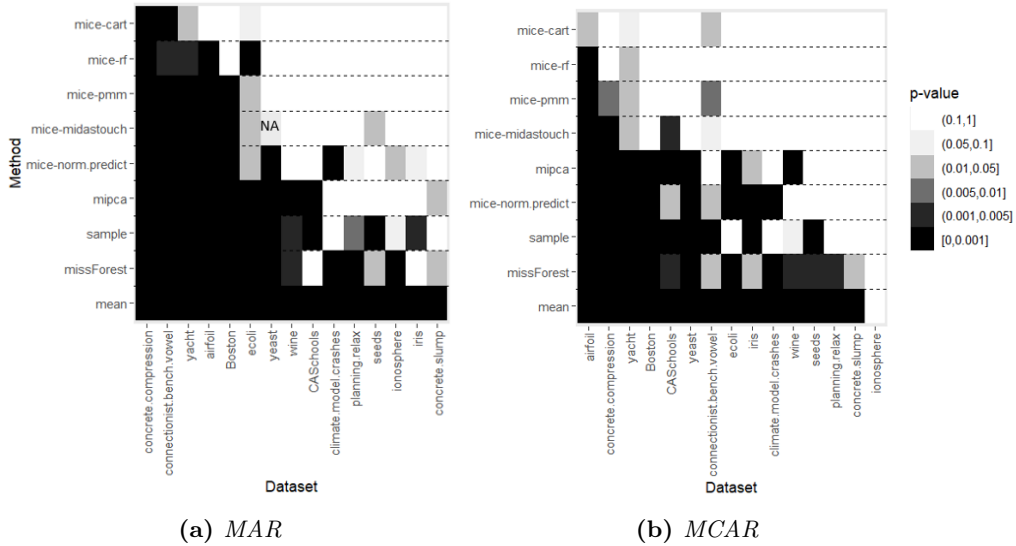 Method
mice-cart
mice-rf
mice-pmm
mice-midastouch
mice-norm.predict
mipca
sample
missForest
mean
NA
concrete.compression
connectionist.bench.vowel
yacht
airfoil
Boston
ecoli
yeast
wine
CASchools
climate.model.crashes
planning.relax
seeds
ionosphere
iris
concrete.slump
Dataset
(a) MAR
mice-cart
mice-rf
mice-pmm
mice-midastouch
mipca
mice-norm.predict
sample
missForest
mean
airfoil
concrete.compression
yacht
Boston
CASchools
yeast
connectionist.bench.vowel
ecoli
iris
climate.model.crashes
wine
seeds
planning.relax
concrete.slump
ionosphere
Dataset
(b) MCAR
p-value
(0.1,1]
(0.05,0.1]
(0.01,0.05]
(0.005,0.01]
(0.001,0.005]
[0,0.001]